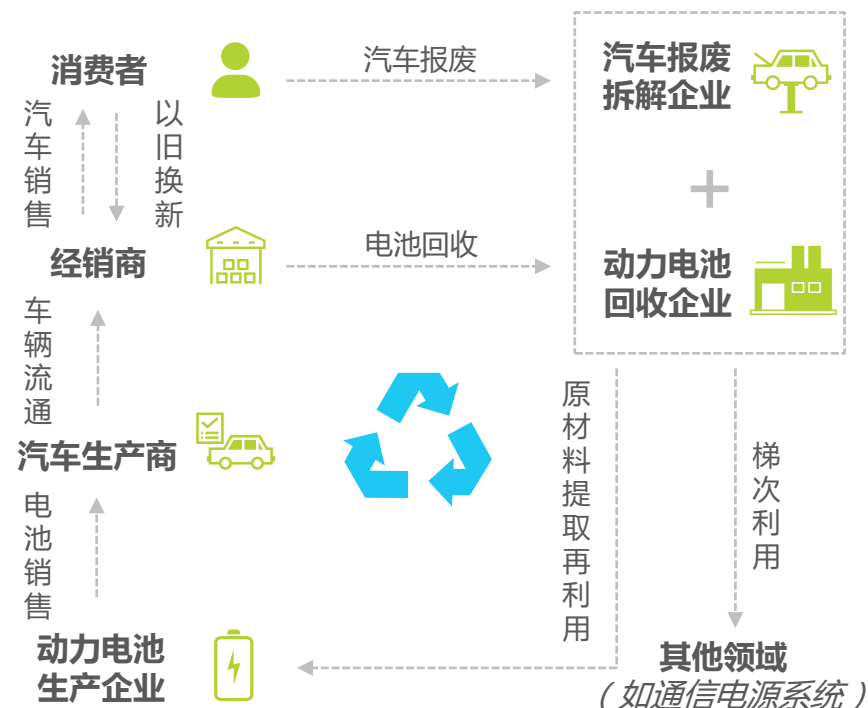 消费者
汽车报废
汽车报废
拆解企业
汽车销售
以旧换新
+
经销商
电池回收
动力电池
回收企业
车辆流通
汽车生产商
原材料提取再利用
梯次利用
电池销售
动力电池
生产企业
其他领域
（如通信电源系统）